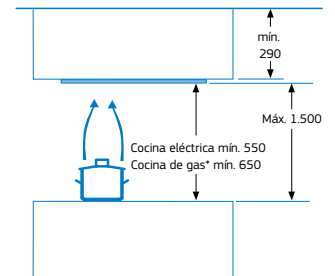 mín.
290
Máx. 1.500
Cocina eléctrica mín. 550
Cocina de gas* mín. 650